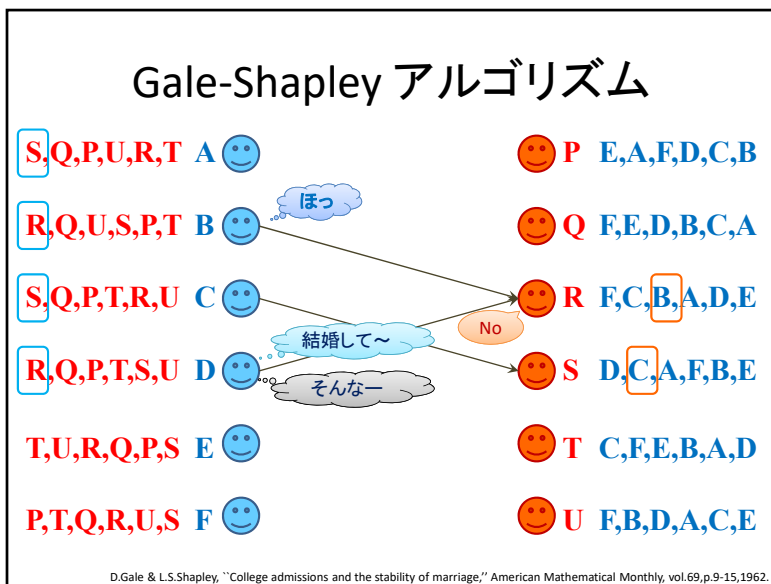 Gale-Shapley アルゴリズム
S,Q,P,U,R,T A
P E,A,F,D,C,B
ほっ
R,Q,U,S,P,T B
Q F,E,D,B,C,A
S,Q,P,T,R,U C
R F,C,B,A,D,E
No
結婚して～
R,Q,P,T,S,U D
S D,C,A,F,B,E
そんなー
T,U,R,Q,P,S E
T C,F,E,B,A,D
P,T,Q,R,U,S F
U F,B,D,A,C,E
D.Gale & L.S.Shapley, ``College admissions and the stability of marriage,'' American Mathematical Monthly, vol.69,p.9-15,1962.